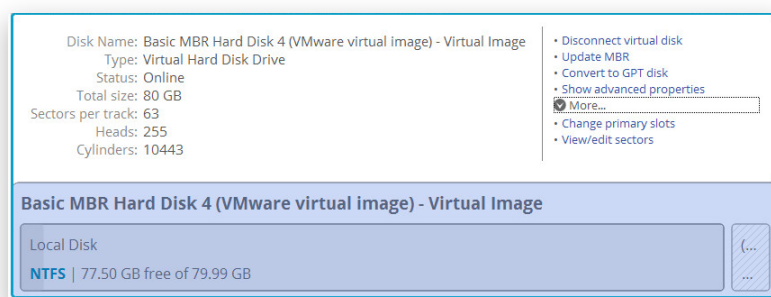 Disk Name: Basic MBR Hard Disk 4 (VMware virtual image) - Virtual Image
Type: Virtual Hard Disk Drive
Status: Online
Total size: 80 GB
Sectors per track: 63
Heads: 255
Cylinders: 10443
• Disconnect virtual disk
• Update MBR
• Convert to GPT disk
• Show advanced properties
More...
• Change primary slots
• View/edit sectors
Basic MBR Hard Disk 4 (VMware virtual image) - Virtual Image
Local Disk
NTFS | 77.50 GB free of 79.99 GB
(...
...